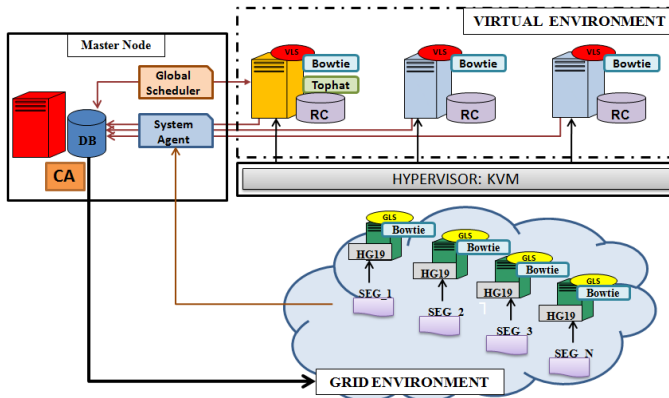 VIRTUAL ENVIRONMENT
Master Node
VLS
Bowtie
Tophat
RC
VLS
Bowtie
RC
VLS
Bowtie
RC
Global
Scheduler
System
Agent
DB
CA
HYPERVISOR: KVM
GLS
Bowtie
HG19
SEG_1
GLS
Bowtie
HG19
SEG_2
GLS
Bowtie
HG19
SEG_3
GLS
Bowtie
HG19
SEG_N
GRID ENVIRONMENT